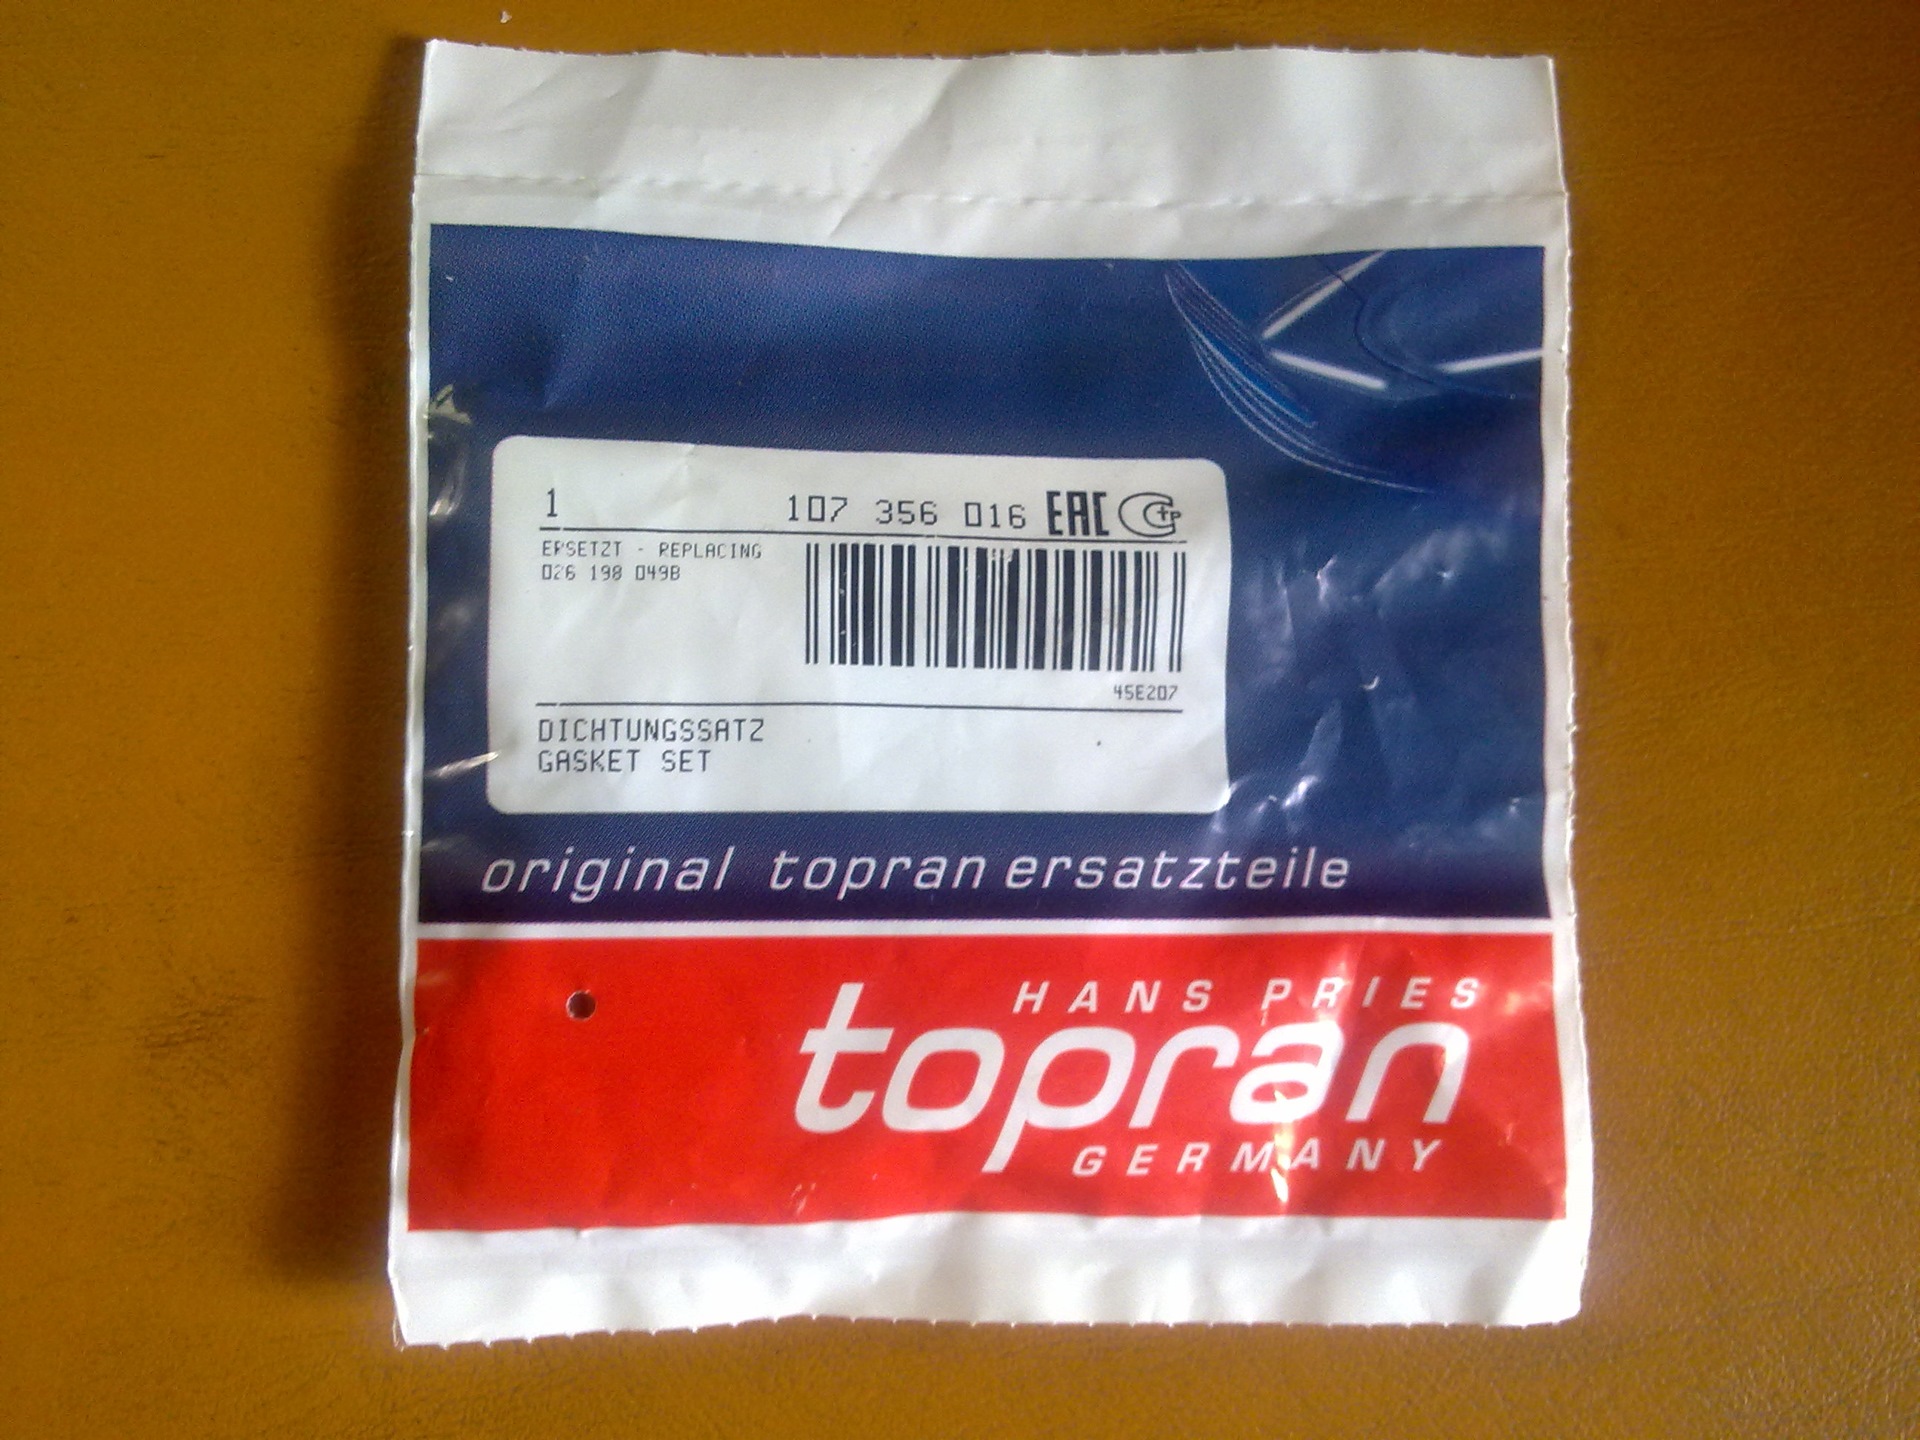 1 107 356 016 EAC
ERSETZT - REPLACING
026 198 049B
45E207
DICHTUNGSSATZ
GASKET SET
original topran ersatzteile
HANS PRIES
topran
GERMANY